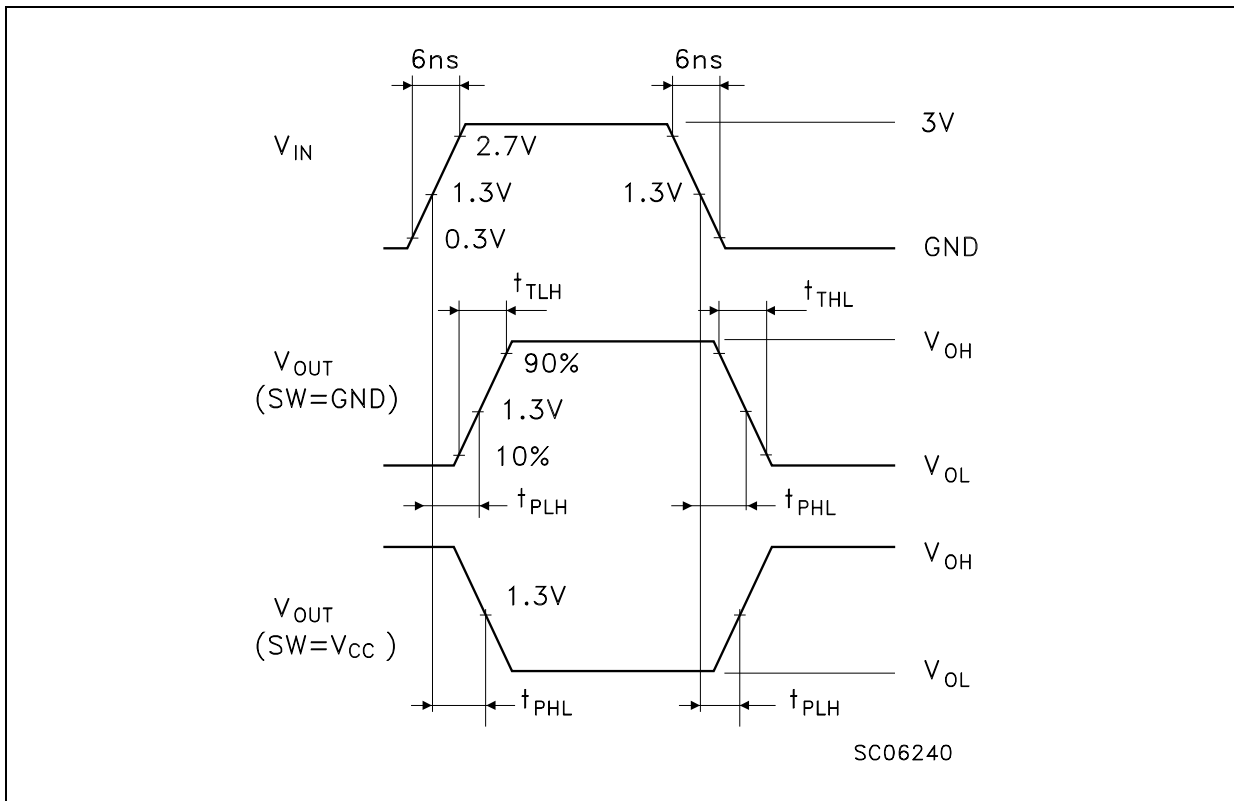 6ns 6ns
3V
V_IN
2.7V
1.3V 1.3V
0.3V
GND
t_TLH t_THL
V_OH
V_OUT
90%
(SW=GND)
1.3V
10%
V_OL
t_PLH t_PHL
V_OH
1.3V
V_OUT
(SW=V_CC )
V_OL
t_PHL t_PLH
SC06240